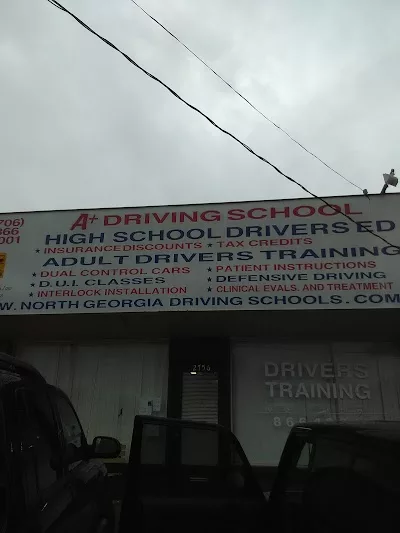 (706)
866
A+ DRIVING SCHOOL
HIGH SCHOOL DRIVERS ED
★ INSURANCE DISCOUNTS ★ TAX CREDITS
ADULT DRIVERS TRAINING
★ DUAL CONTROL CARS ★ PATIENT INSTRUCTIONS
★ D.U.I. CLASSES ★ DEFENSIVE DRIVING
★ INTERLOCK INSTALLATION ★ CLINICAL EVALS. AND TREATMENT
W.NORTH GEORGIA DRIVING SCHOOLS.COM
DRIVERS
TRAINING